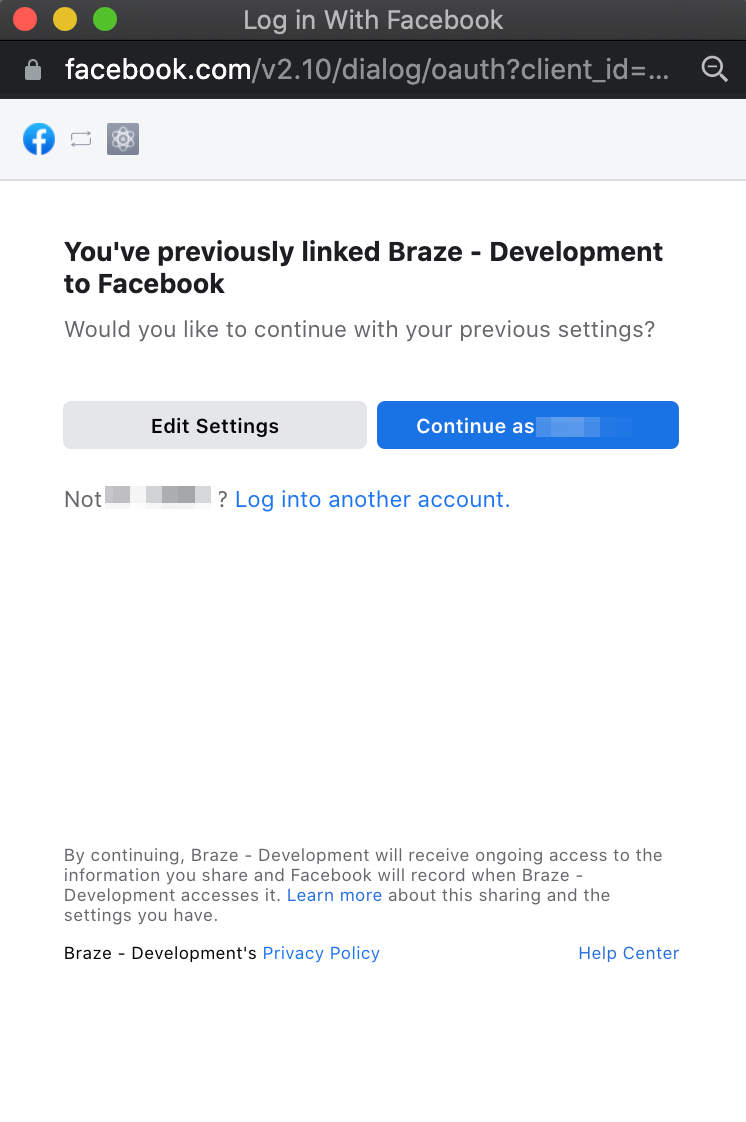 Log in With Facebook
facebook.com/v2.10/dialog/oauth?client_id=...
You've previously linked Braze - Development
to Facebook
Would you like to continue with your previous settings?
Edit Settings
Continue as
Not ? Log into another account.
By continuing, Braze - Development will receive ongoing access to the
information you share and Facebook will record when Braze -
Development accesses it. Learn more about this sharing and the
settings you have.
Braze - Development's Privacy Policy
Help Center